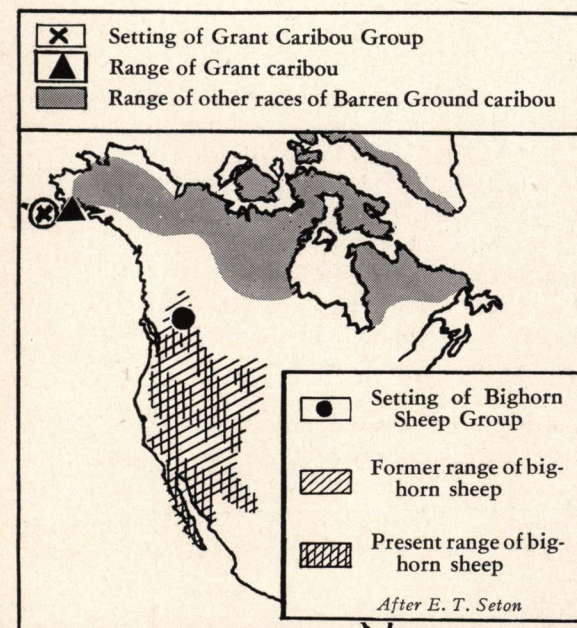 Setting of Grant Caribou Group
Range of Grant caribou
Range of other races of Barren Ground caribou
Setting of Bighorn
Sheep Group
Former range of big-
horn sheep
Present range of big-
horn sheep
After E. T. Seton